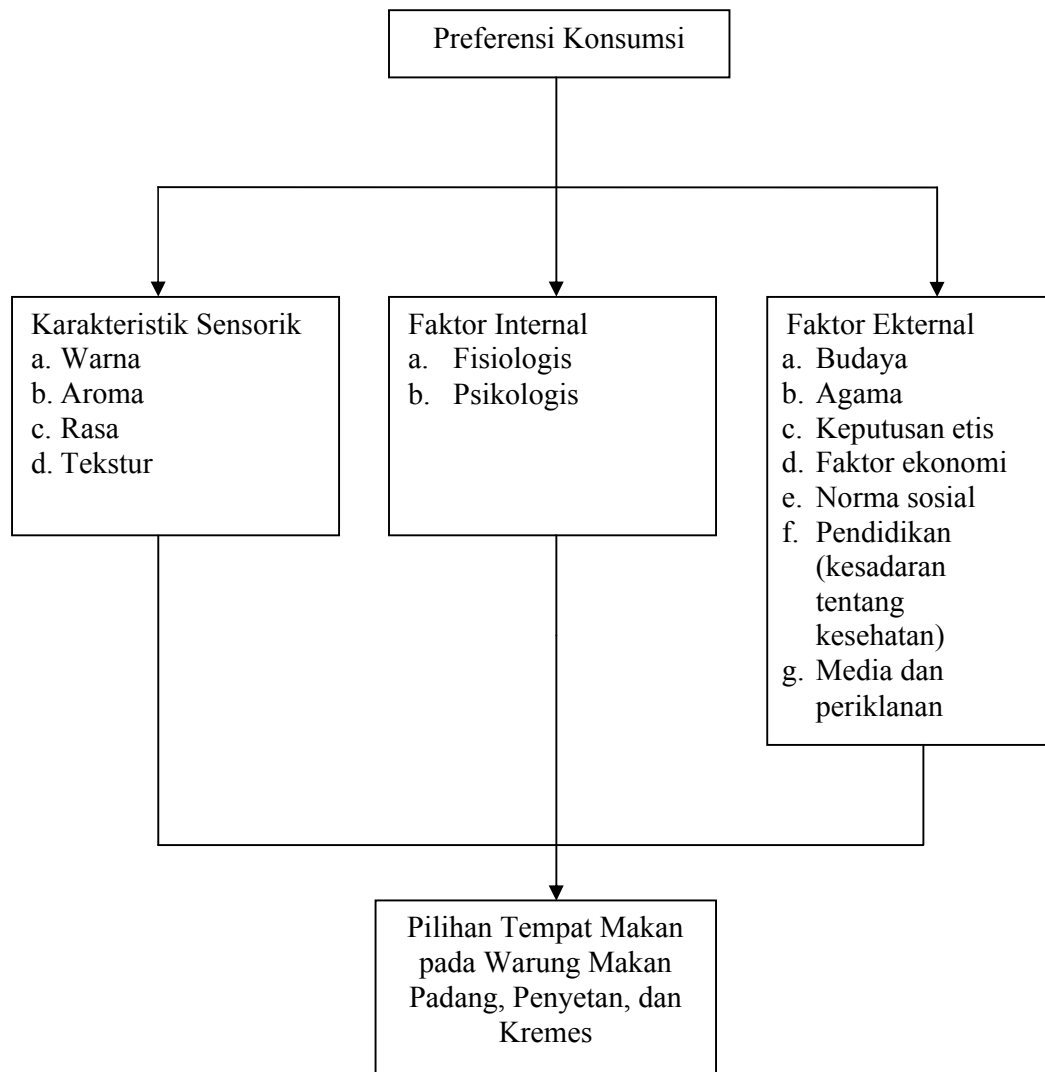 Preferensi Konsumsi
Karakteristik Sensorik
a. Warna
b. Aroma
c. Rasa
d. Tekstur
Faktor Internal
a. Fisiologis
b. Psikologis
Faktor Ekternal
a. Budaya
b. Agama
c. Keputusan etis
d. Faktor ekonomi
e. Norma sosial
f. Pendidikan
(kesadaran
tentang
kesehatan)
g. Media dan
periklanan
Pilihan Tempat Makan
pada Warung Makan
Padang, Penyetan, dan
Kremes